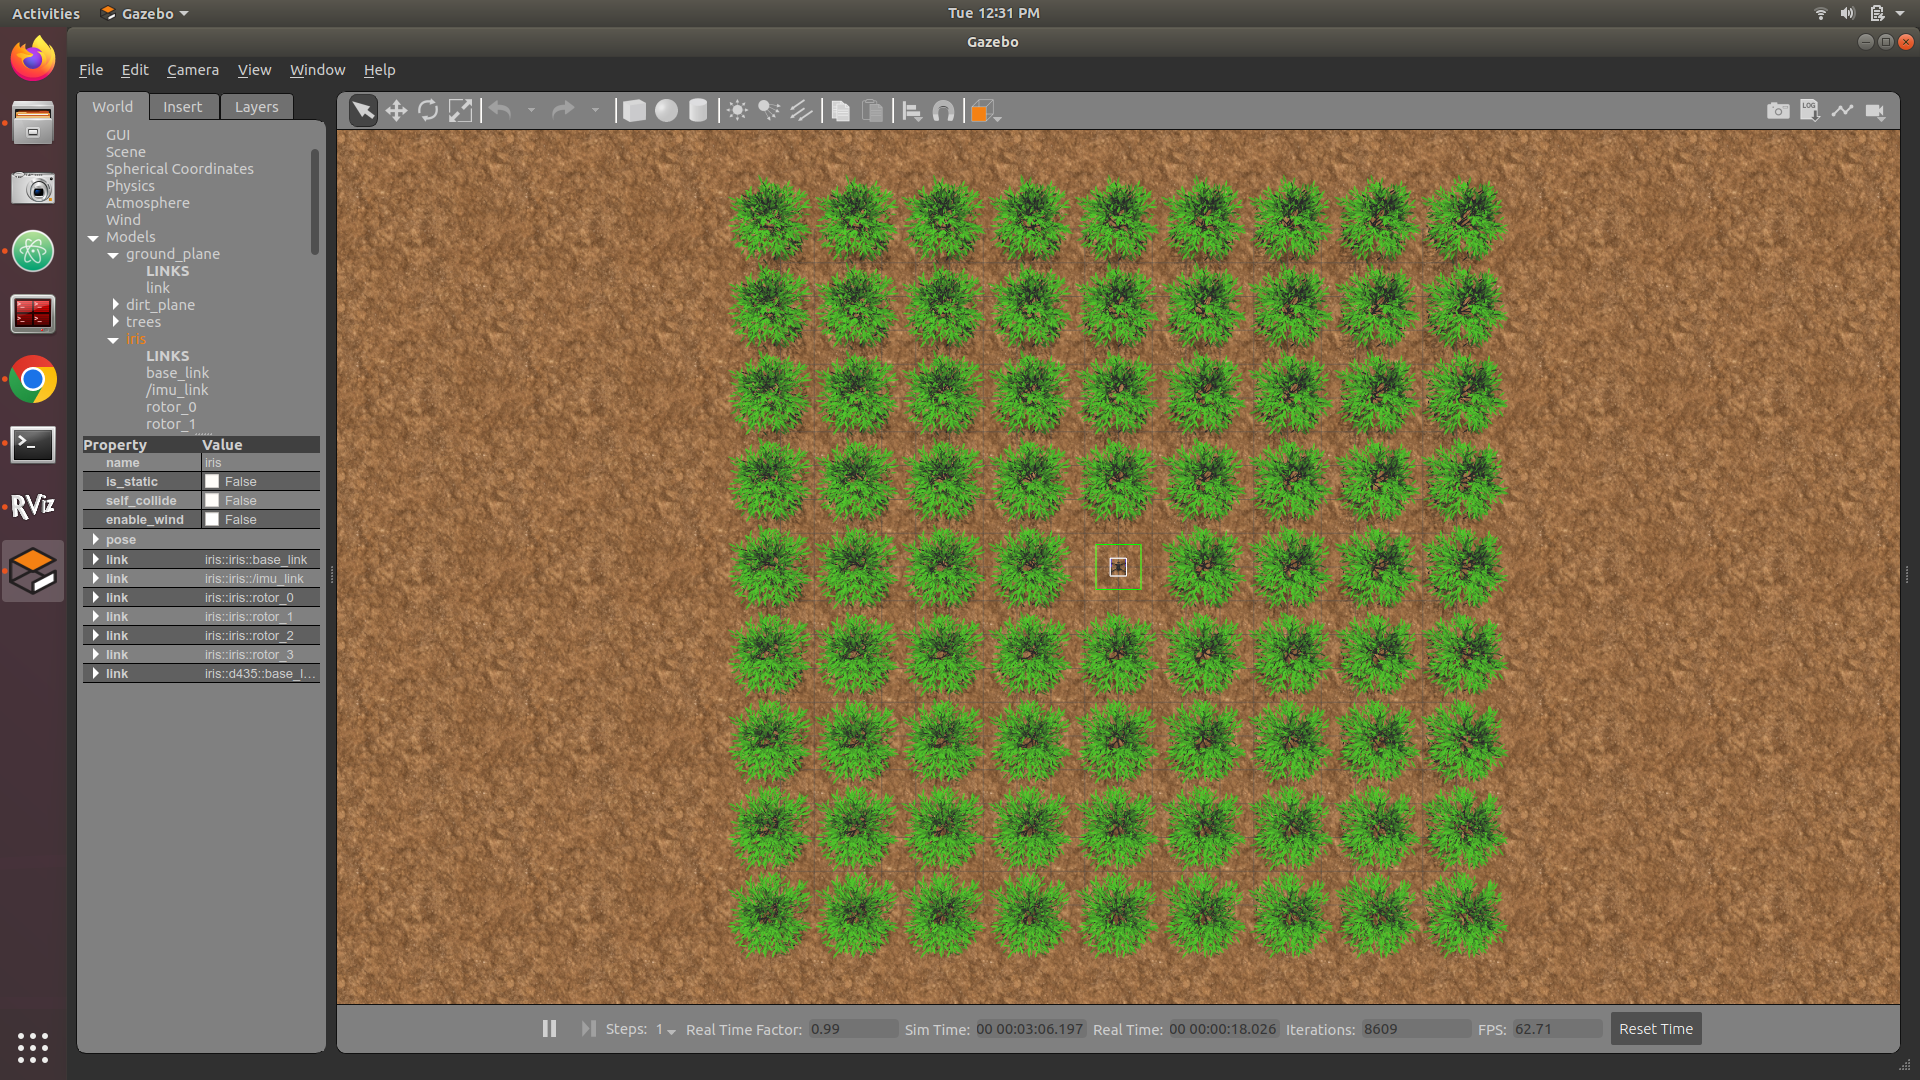 Activities Gazebo Tue 12:31 PM
Gazebo
File Edit Camera View Window Help
World Insert Layers
LOG
GUI
Scene
Spherical Coordinates
Physics
Atmosphere
Wind
Models
ground_plane
LINKS
link
dirt_plane
trees
iris
LINKS
base_link
/imu_link
rotor_0
rotor_1
Property Value
name iris
is_static False
self_collide False
enable_wind False
pose
link iris::iris::base_link
link iris::iris::/imu_link
link iris::iris::rotor_0
link iris::iris::rotor_1
link iris::iris::rotor_2
link iris::iris::rotor_3
link iris::d435::base_l...
RViz
Steps: 1 Real Time Factor: 0.99 Sim Time: 00 00:03:06.197 Real Time: 00 00:00:18.026 Iterations: 8609 FPS: 62.71 Reset Time